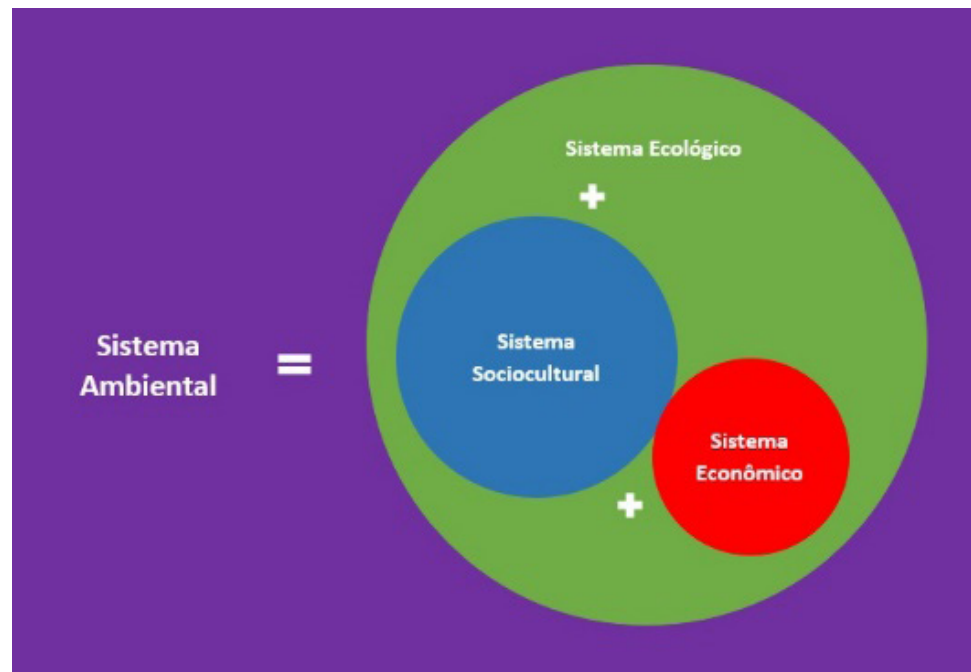 Sistema Ecológico
+
Sistema
Sociocultural
Sistema
Ambiental
=
Sistema
Econômico
+